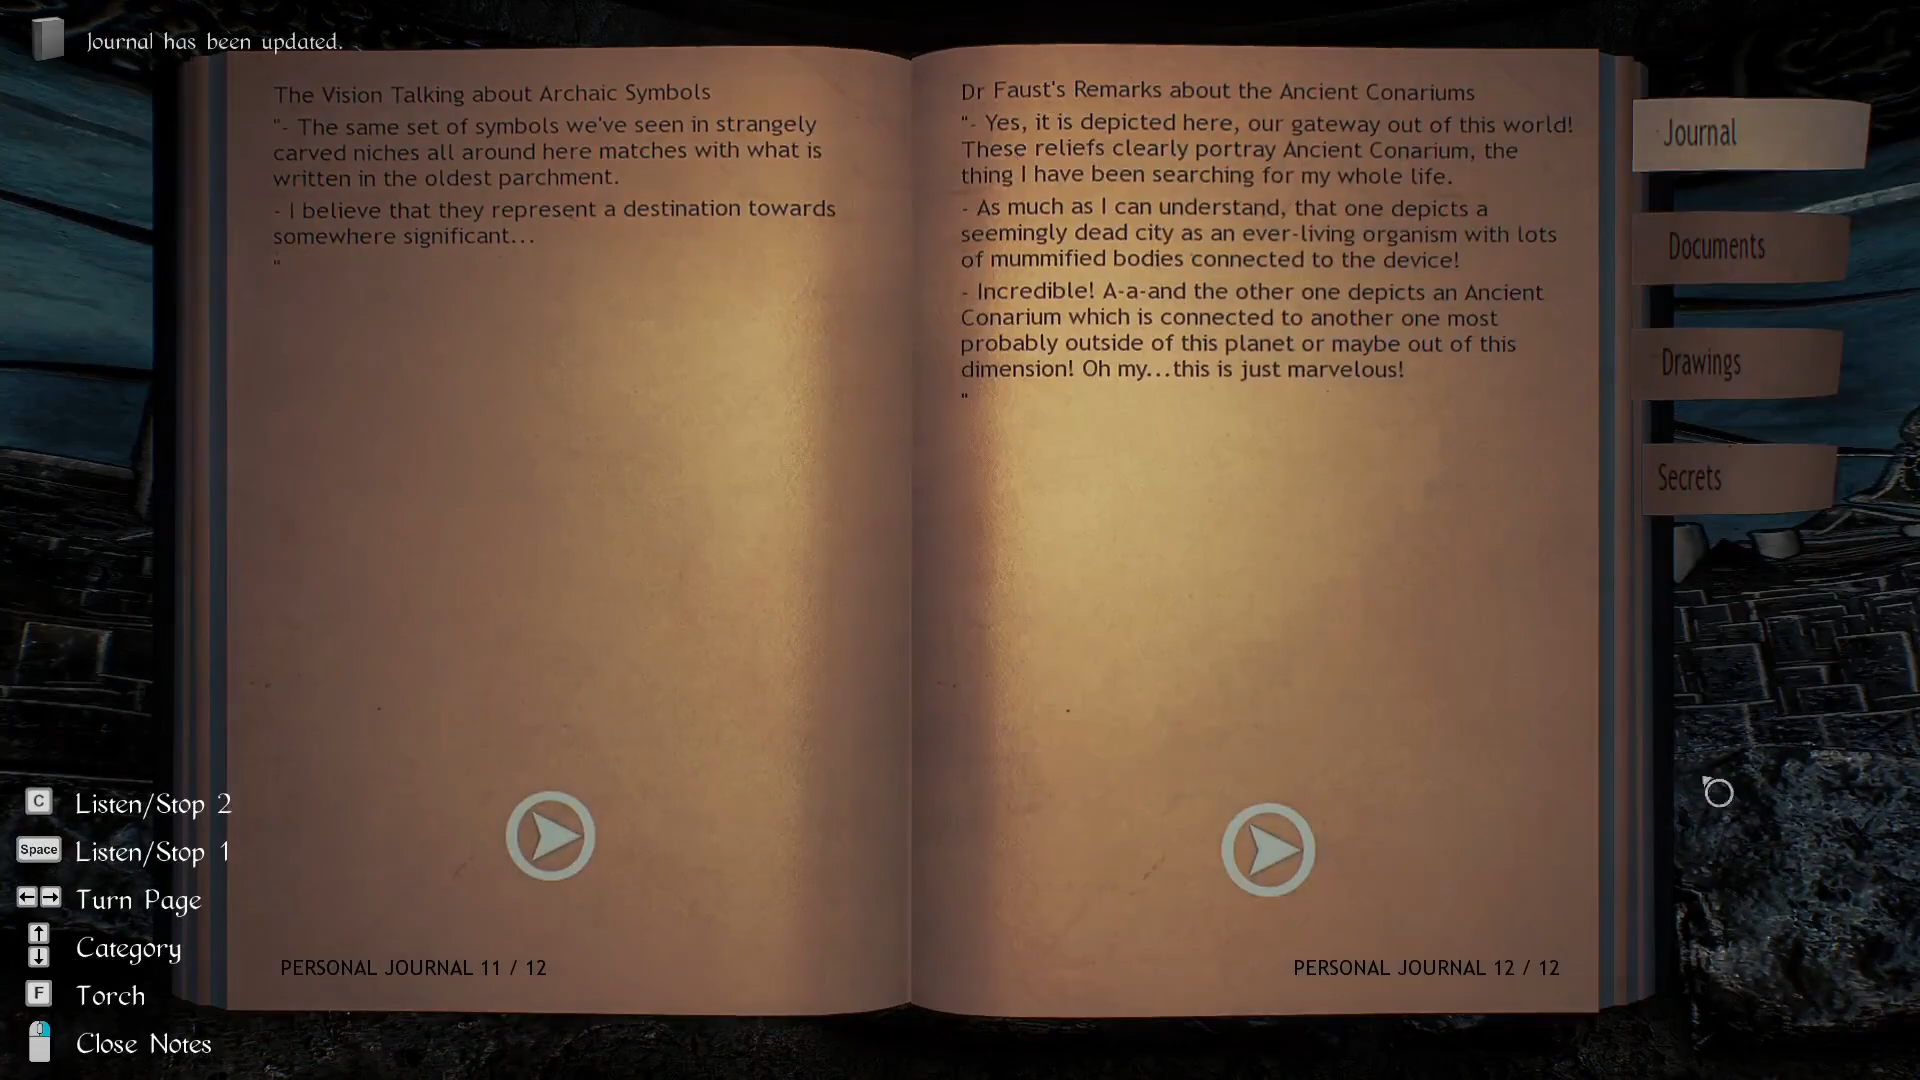 Journal has been updated.
The Vision Talking about Archaic Symbols
"- The same set of symbols we've seen in strangely
carved niches all around here matches with what is
written in the oldest parchment.
- I believe that they represent a destination towards
somewhere significant...
"
PERSONAL JOURNAL 11 / 12
Dr Faust's Remarks about the Ancient Conariums
"- Yes, it is depicted here, our gateway out of this world!
These reliefs clearly portray Ancient Conarium, the
thing I have been searching for my whole life.
- As much as I can understand, that one depicts a
seemingly dead city as an ever-living organism with lots
of mummified bodies connected to the device!
- Incredible! A-a-and the other one depicts an Ancient
Conarium which is connected to another one most
probably outside of this planet or maybe out of this
dimension! Oh my...this is just marvelous!
"
PERSONAL JOURNAL 12 / 12
Journal
Documents
Drawings
Secrets
C Listen/Stop 2
Space Listen/Stop 1
← → Turn Page
↑ ↓ Category
F Torch
Close Notes